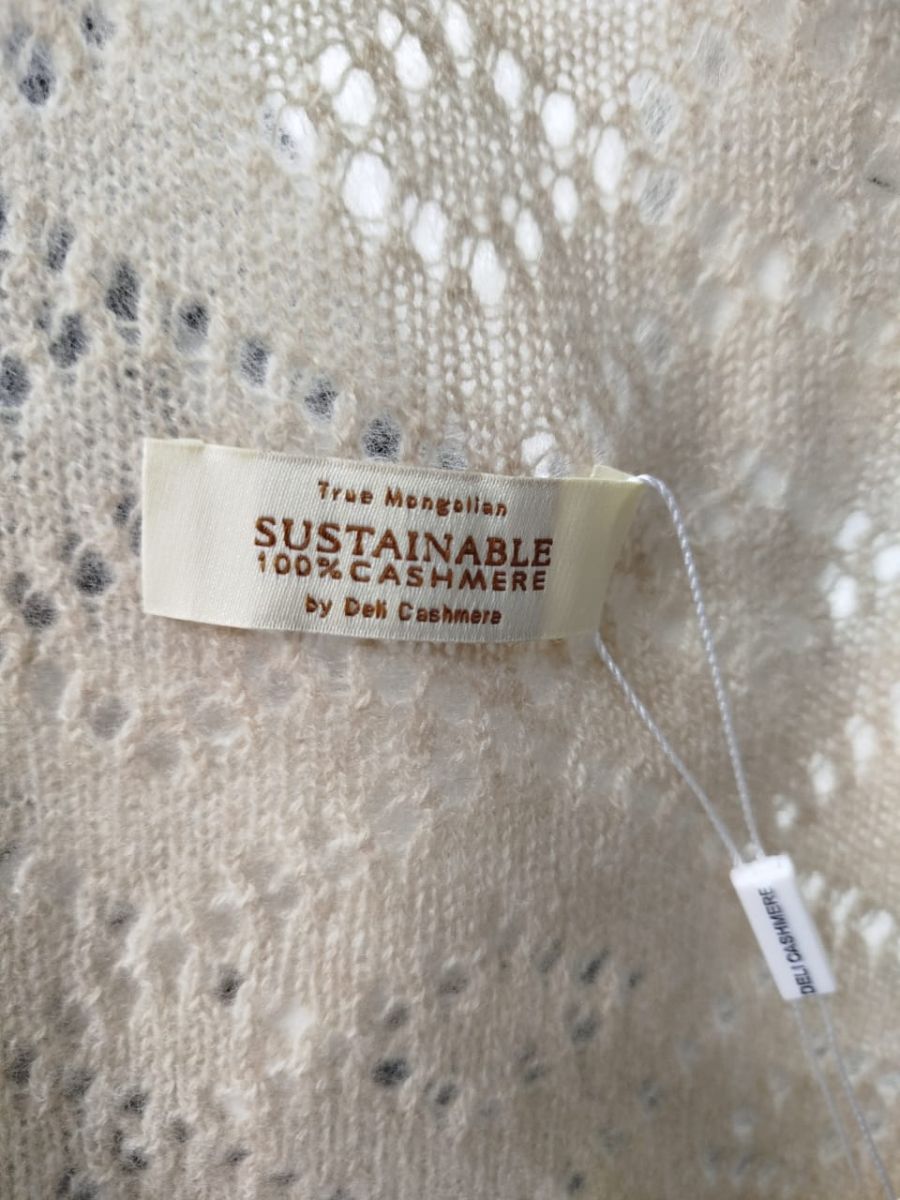 True Mongolian
SUSTAINABLE
100% CASHMERE
by Deli Cashmere
DELI CASHMERE